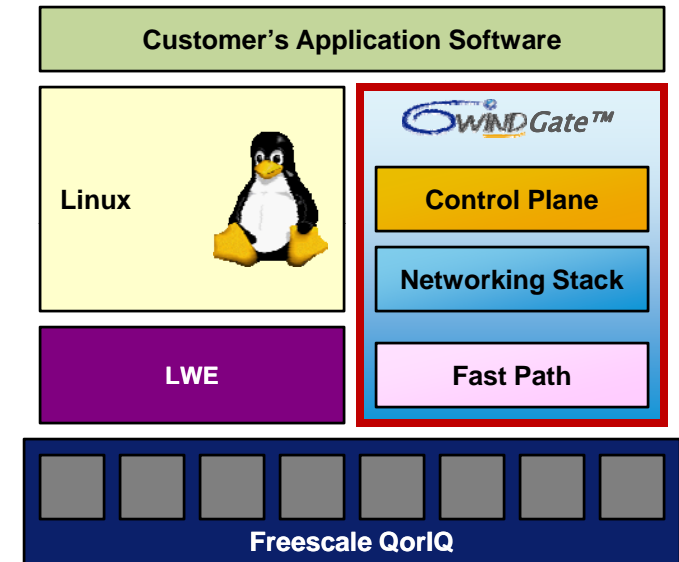 Customer's Application Software
6WINDGate™
Linux
Control Plane
Networking Stack
LWE
Fast Path
Freescale QorIQ